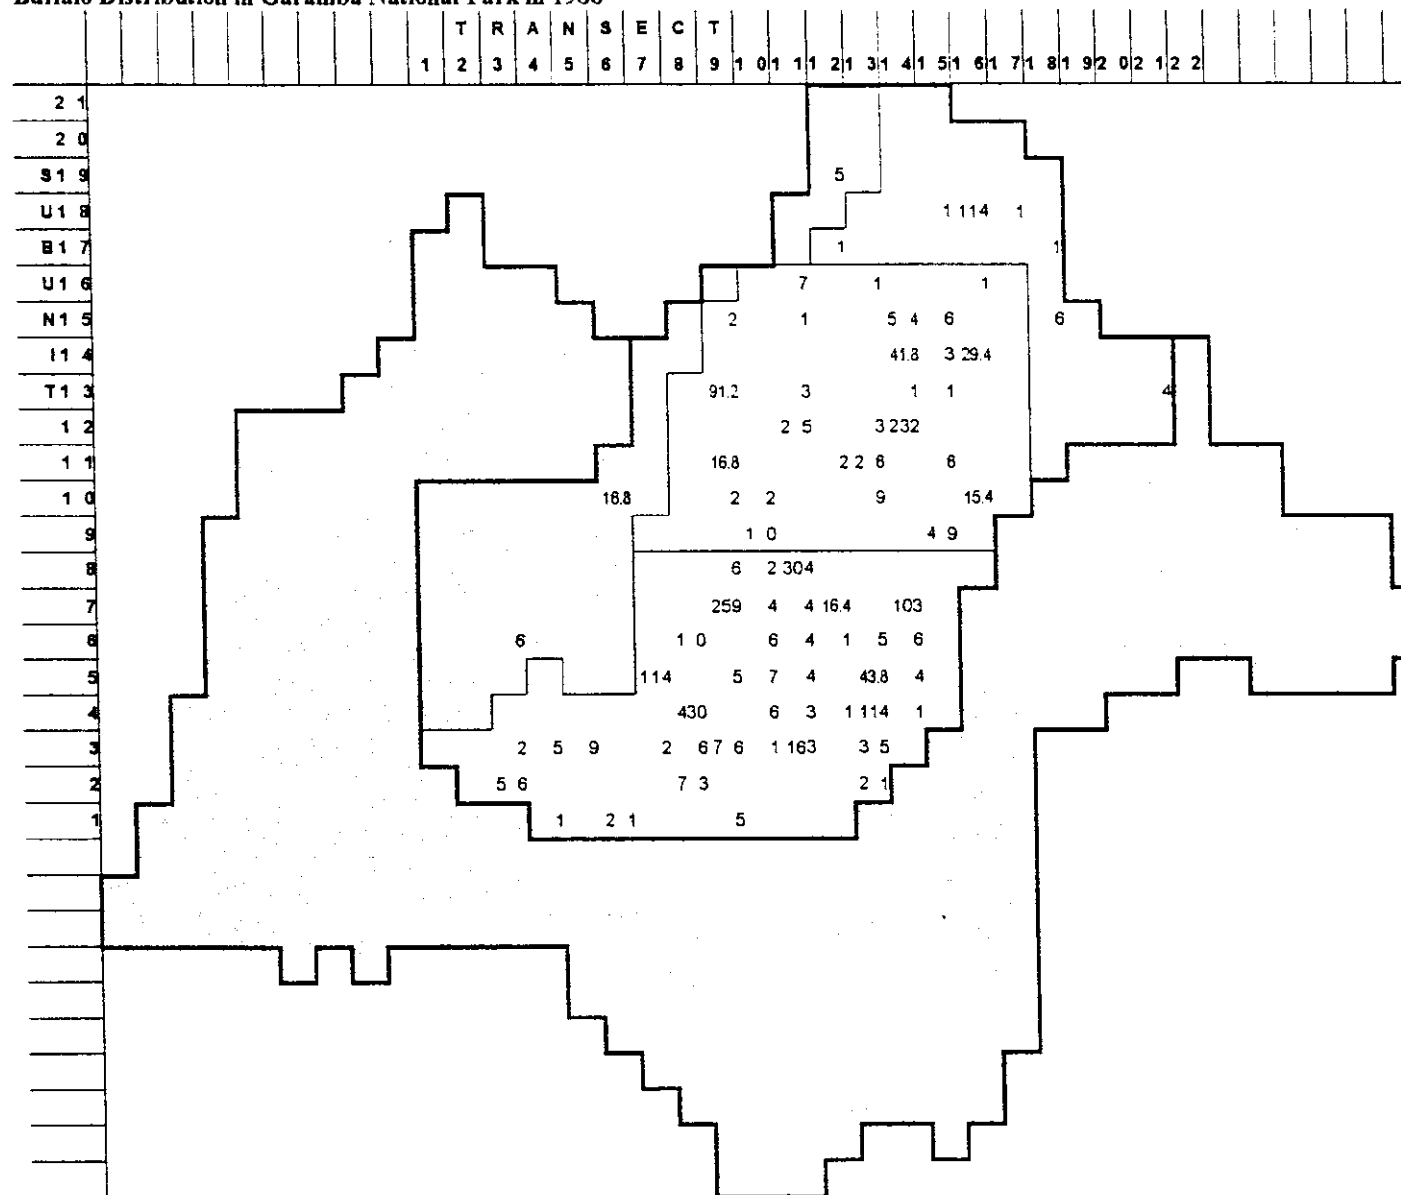 Buffalo Distribution in Garamba National Park in
T R A N S E C T
1 2 3 4 5 6 7 8 9 1 0 1 1 1 2 1 3 1 4 1 5 1 6 1 7 1 8 1 9 2 0 2 1 2 2
2 1
2 0
S 1 9 5
U 1 8 1 114 1
B 1 7 1 1
U 1 6 7 1 1
N 1 5 2 1 5 4 6 6
I 1 4 41.8 3 29.4
T 1 3 91.2 3 1 1 4
1 2 2 5 3 232
1 1 16.8 2 2 6 6
1 0 16.8 2 2 9 15.4
9 1 0 4 9
8 6 2 304
7 259 4 4 16.4 103
6 6 1 0 6 4 1 5 6
5 114 5 7 4 43.8 4
4 430 6 3 1 114 1
3 2 5 9 2 6 7 6 1 163 3 5
2 5 6 7 3 2 1
1 1 2 1 5